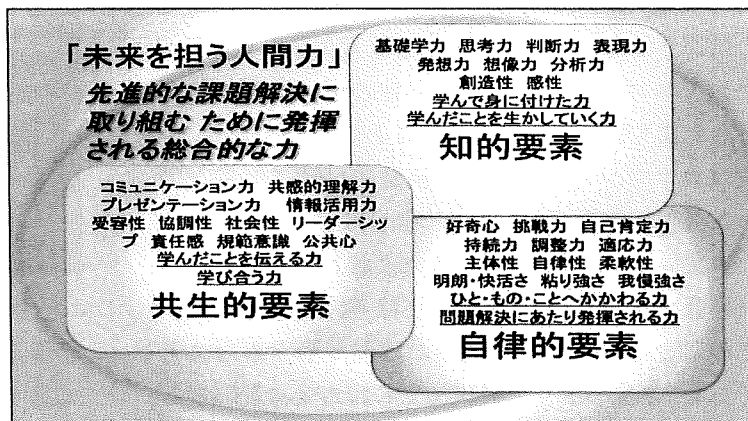 「未来を担う人間力」
先進的な課題解決に
取り組む ために発揮
される総合的な力
基礎学力 思考力 判断力 表現力
発想力 想像力 分析力
創造性 感性
学んで身に付けた力
学んだことを生かしていく力
知的要素
コミュニケーション力 共感的理解力
プレゼンテーション力 情報活用力
受容性 協調性 社会性 リーダーシッ
プ 責任感 規範意識 公共心
学んだことを伝える力
学び合う力
共生的要素
好奇心 挑戦力 自己肯定力
持続力 調整力 適応力
主体性 自律性 柔軟性
明朗・快活さ 粘り強さ 我慢強さ
ひと・もの・ことへかかわる力
問題解決にあたり発揮される力
自律的要素